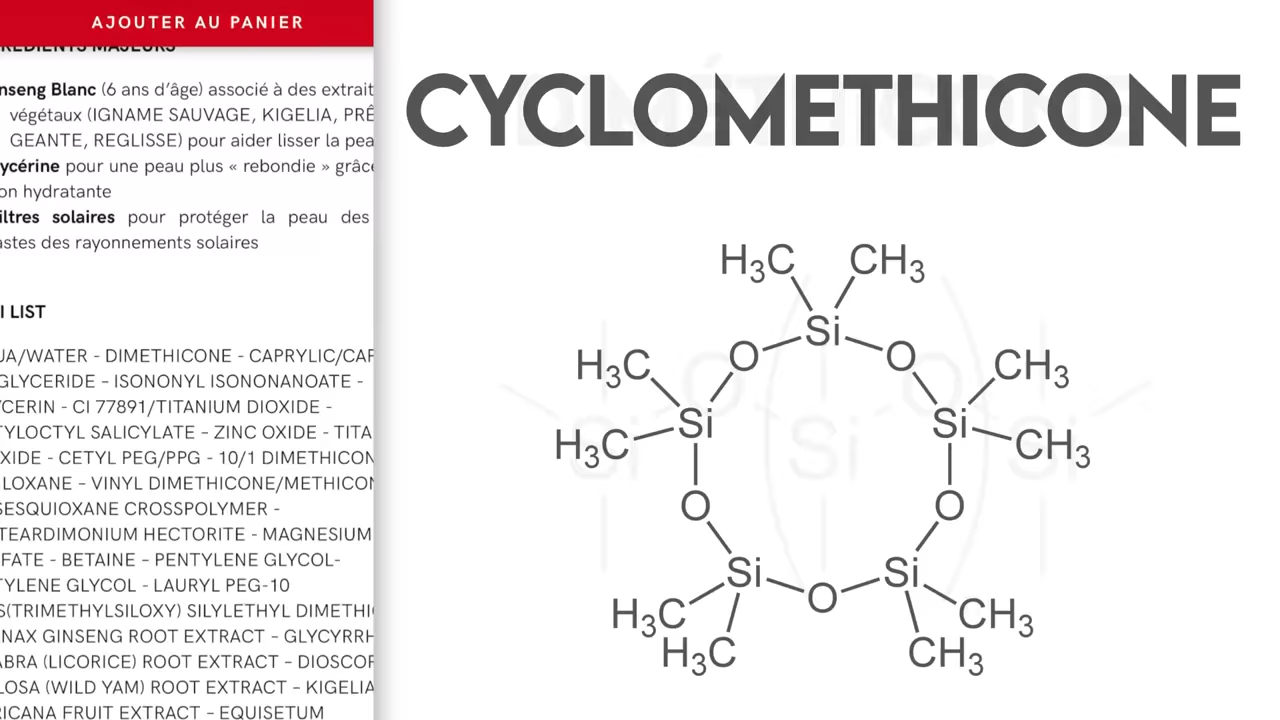 AJOUTER AU PANIER
RÉDIENTS MAJEURS
nseng Blanc (6 ans d'âge) associé à des extrait
végétaux (IGNAME SAUVAGE, KIGELIA, PRÊ
GEANTE, REGLISSE) pour aider lisser la pea
ycérine pour une peau plus « rebondie » grâce
on hydratante
iltres solaires pour protéger la peau des
astes des rayonnements solaires
I LIST
UA/WATER - DIMETHICONE - CAPRYLIC/CAP
GLYCERIDE – ISONONYL ISONONANOATE -
YCERIN - CI 77891/TITANIUM DIOXIDE -
TYLOCTYL SALICYLATE – ZINC OXIDE - TITA
XIDE - CETYL PEG/PPG - 10/1 DIMETHICON
ILOXANE – VINYL DIMETHICONE/METHICON
SESQUIOXANE CROSSPOLYMER -
TEARDIMONIUM HECTORITE - MAGNESIUM
FATE - BETAINE – PENTYLENE GLYCOL-
TYLENE GLYCOL - LAURYL PEG-10
S(TRIMETHYLSILOXY) SILYLETHYL DIMETHIC
NAX GINSENG ROOT EXTRACT – GLYCYRRH
ABRA (LICORICE) ROOT EXTRACT – DIOSCOR
LOSA (WILD YAM) ROOT EXTRACT – KIGELIA
RICANA FRUIT EXTRACT – EQUISETUM
CYCLOMETHICONE
H3C CH3
Si
O O
H3C CH3
Si Si
H3C CH3
O O
Si Si
O
H3C CH3
H3C CH3